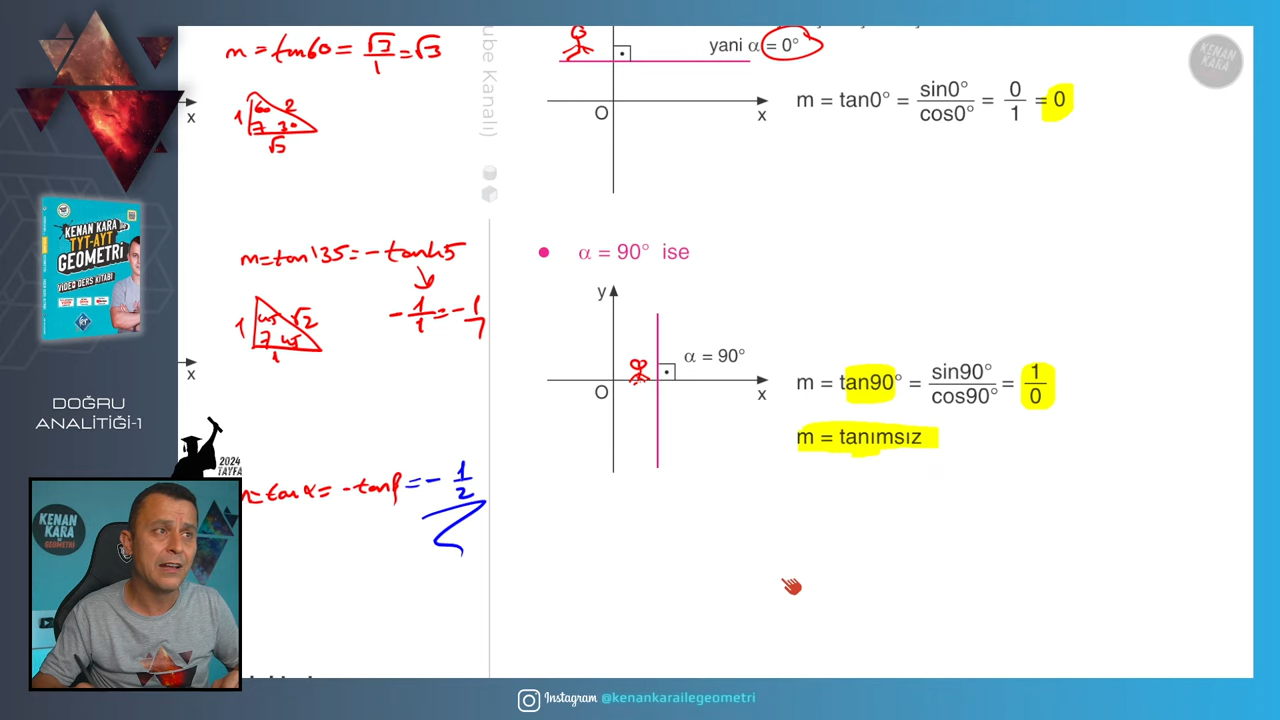 KENAN KARA
TYT-AYT
GEOMETRİ
VİDEO DERS KİTABI
DOĞRU
ANALİTİĞİ-1
2024
TAYFA
KENAN
KARA
GEOMETRİ
m = tan60 = √3/1 = √3
60 2
1
30
√3
x
m=tan135=-tan45
-1/1=-1
1 45 √2
45
1
x
m=tanα=-tanβ=-1/2
ube Kanalı)
yani α = 0°
O x
m = tan0° = sin0°/cos0° = 0/1 = 0
KENAN
KARA
α = 90° ise
y
α = 90°
O x
m = tan90° = sin90°/cos90° = 1/0
m = tanımsız
Instagram @kenankarailegeometri